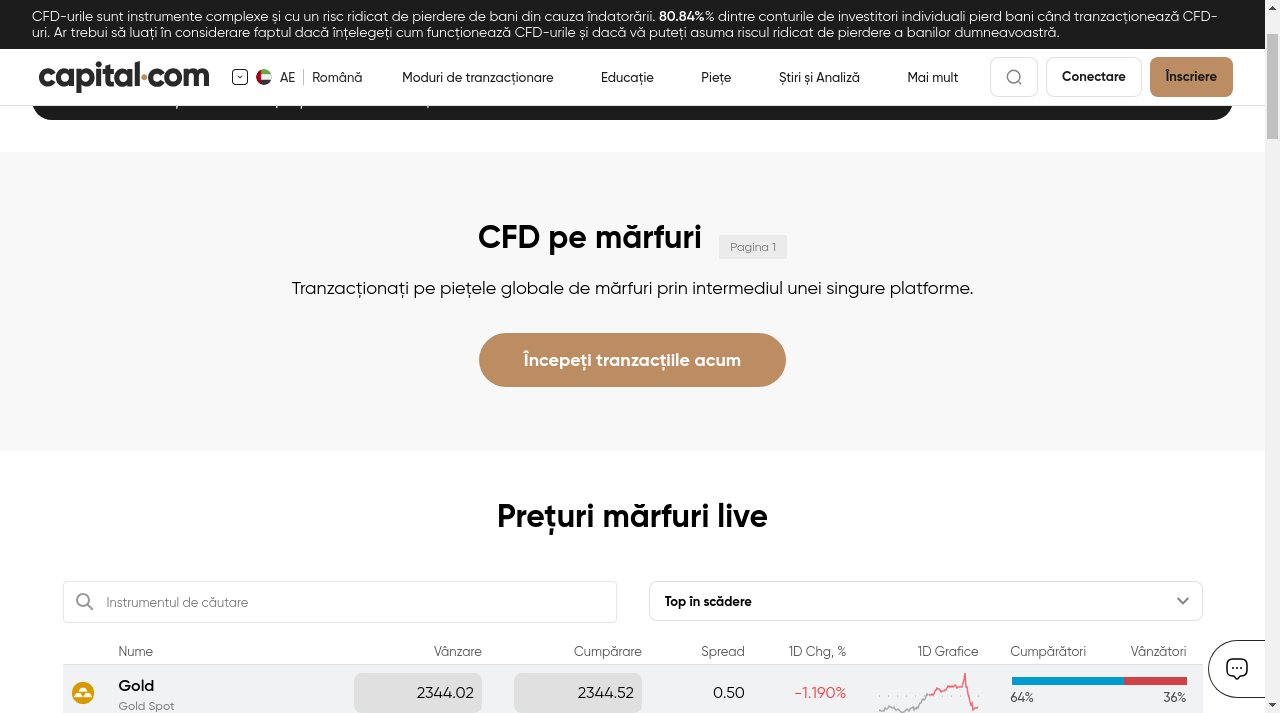 CFD-urile sunt instrumente complexe și cu un risc ridicat de pierdere de bani din cauza îndatorării. 80.84%% dintre conturile de investitori individuali pierd bani când tranzacționează CFD-
uri. Ar trebui să luați în considerare faptul dacă înțelegeți cum funcționează CFD-urile și dacă vă puteți asuma riscul ridicat de pierdere a banilor dumneavoastră.
capital.com AE Română Moduri de tranzacționare Educație Piețe Știri și Analiză Mai mult Conectare Înscriere
CFD pe mărfuri Pagina 1
Tranzacționați pe piețele globale de mărfuri prin intermediul unei singure platforme.
Începeți tranzacțiile acum
Prețuri mărfuri live
Instrumentul de căutare Top în scădere
Nume Vânzare Cumpărare Spread 1D Chg, % 1D Grafice Cumpărători Vânzători
Gold 2344.02 2344.52 0.50 -1.190% 64% 36%
Gold Spot